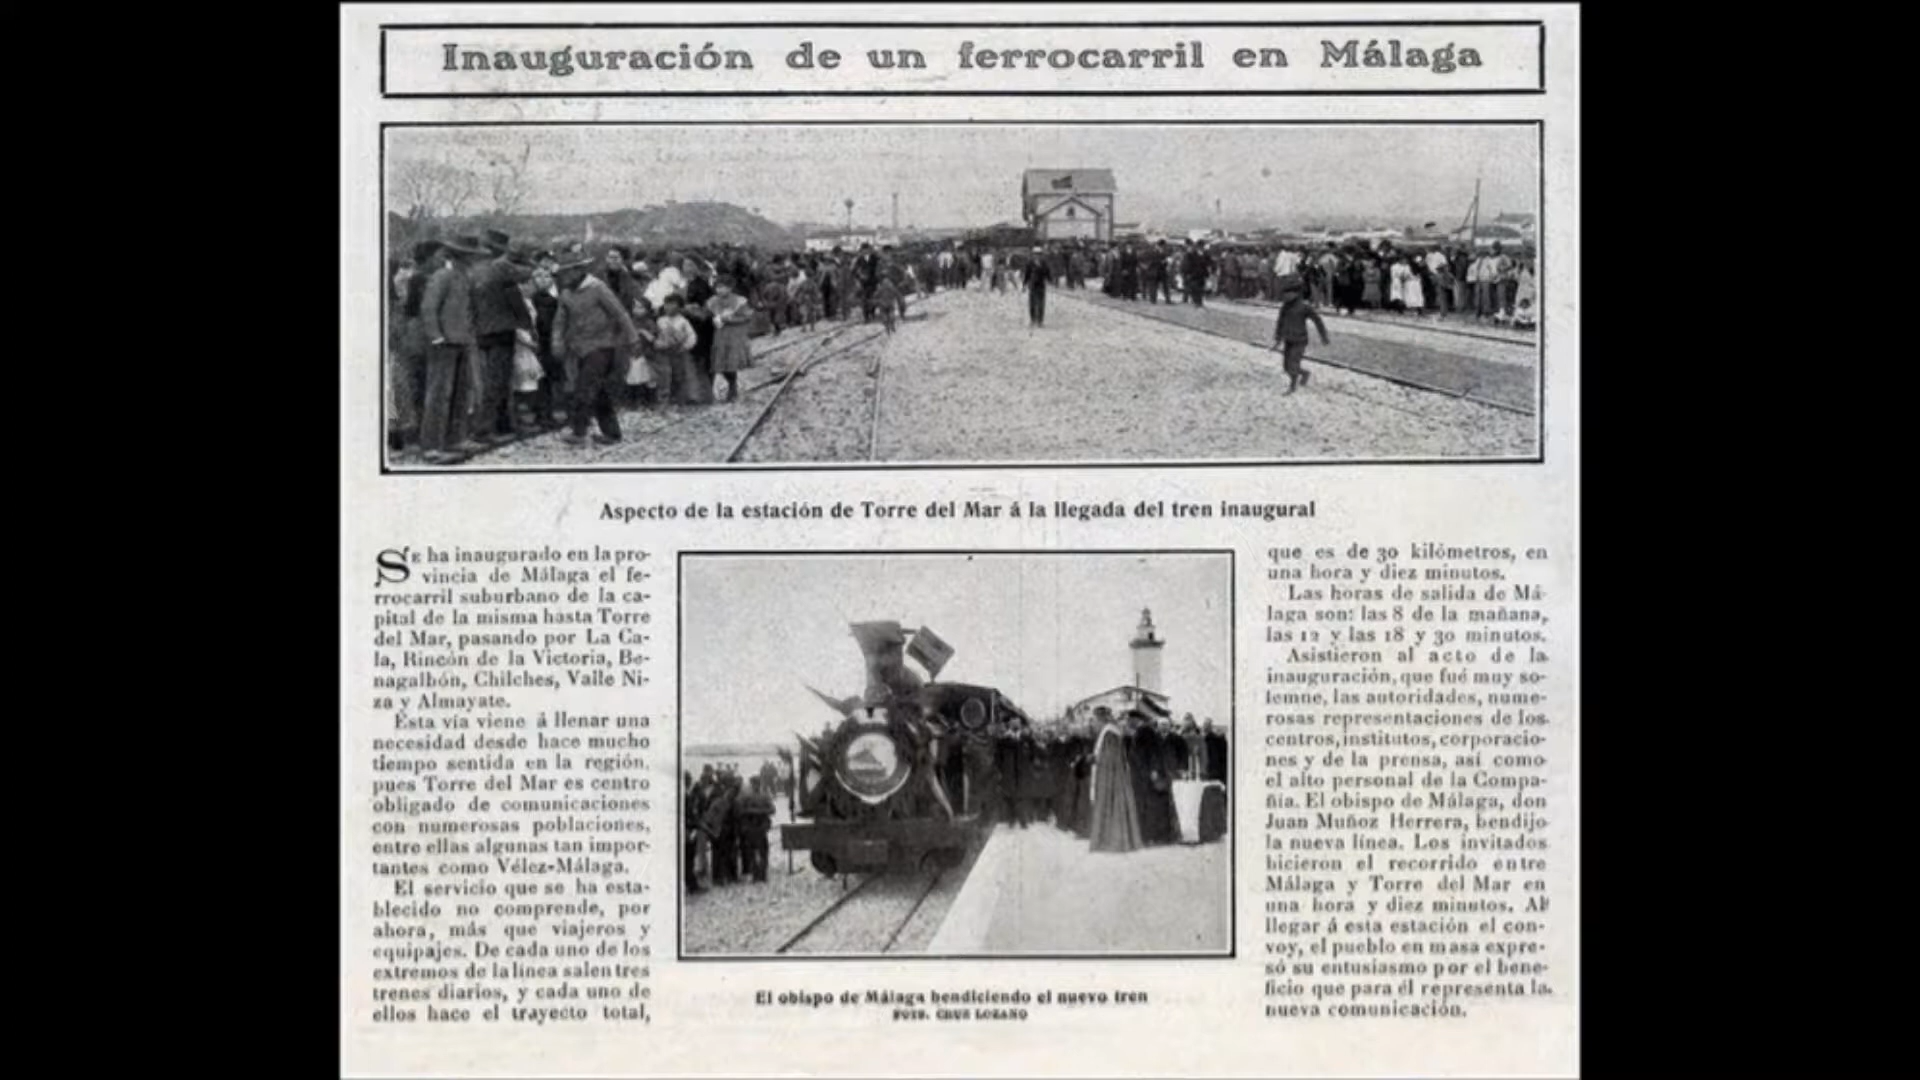 Inauguración de un ferrocarril en Málaga
Aspecto de la estación de Torre del Mar á la llegada del tren inaugural
SE ha inaugurado en la pro-
vincia de Málaga el fe-
rrocarril suburbano de la ca-
pital de la misma hasta Torre
del Mar, pasando por La Ca-
la, Rincón de la Victoria, Be-
nagalbón, Chilches, Valle Ni-
za y Almayate.
Esta vía viene á llenar una
necesidad desde hace mucho
tiempo sentida en la región,
pues Torre del Mar es centro
obligado de comunicaciones
con numerosas poblaciones,
entre ellas algunas tan impor-
tantes como Vélez-Málaga.
El servicio que se ha esta-
blecido no comprende, por
ahora, más que viajeros y
equipajes. De cada uno de los
extremos de la línea salen tres
trenes diarios, y cada uno de
ellos hace el trayecto total,
El obispo de Málaga bendiciendo el nuevo tren
FOTS. CRUZ LOZANO
que es de 30 kilómetros, en
una hora y diez minutos.
Las horas de salida de Má-
laga son: las 8 de la mañana,
las 12 y las 18 y 30 minutos.
Asistieron al acto de la
inauguración, que fué muy so-
lemne, las autoridades, nume-
rosas representaciones de los
centros, institutos, corporacio-
nes y de la prensa, así como
el alto personal de la Compa-
ñía. El obispo de Málaga, don
Juan Muñoz Herrera, bendijo
la nueva línea. Los invitados
hicieron el recorrido entre
Málaga y Torre del Mar en
una hora y diez minutos. Al
llegar á esta estación el con-
voy, el pueblo en masa expre-
só su entusiasmo por el bene-
ficio que para él representa la
nueva comunicación.